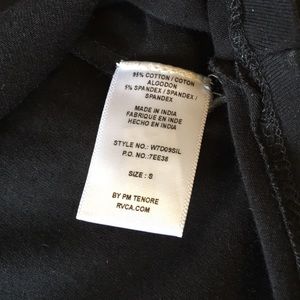 95% COTTON / COTON
ALGODON
5% SPANDEX / SPANDEX /
SPANDEX
MADE IN INDIA
FABRIQUE EN INDE
HECHO EN INDIA
STYLE NO.: W7D09SIL
P.O. NO.:7EE36
SIZE : S
BY PM TENORE
RVCA.COM